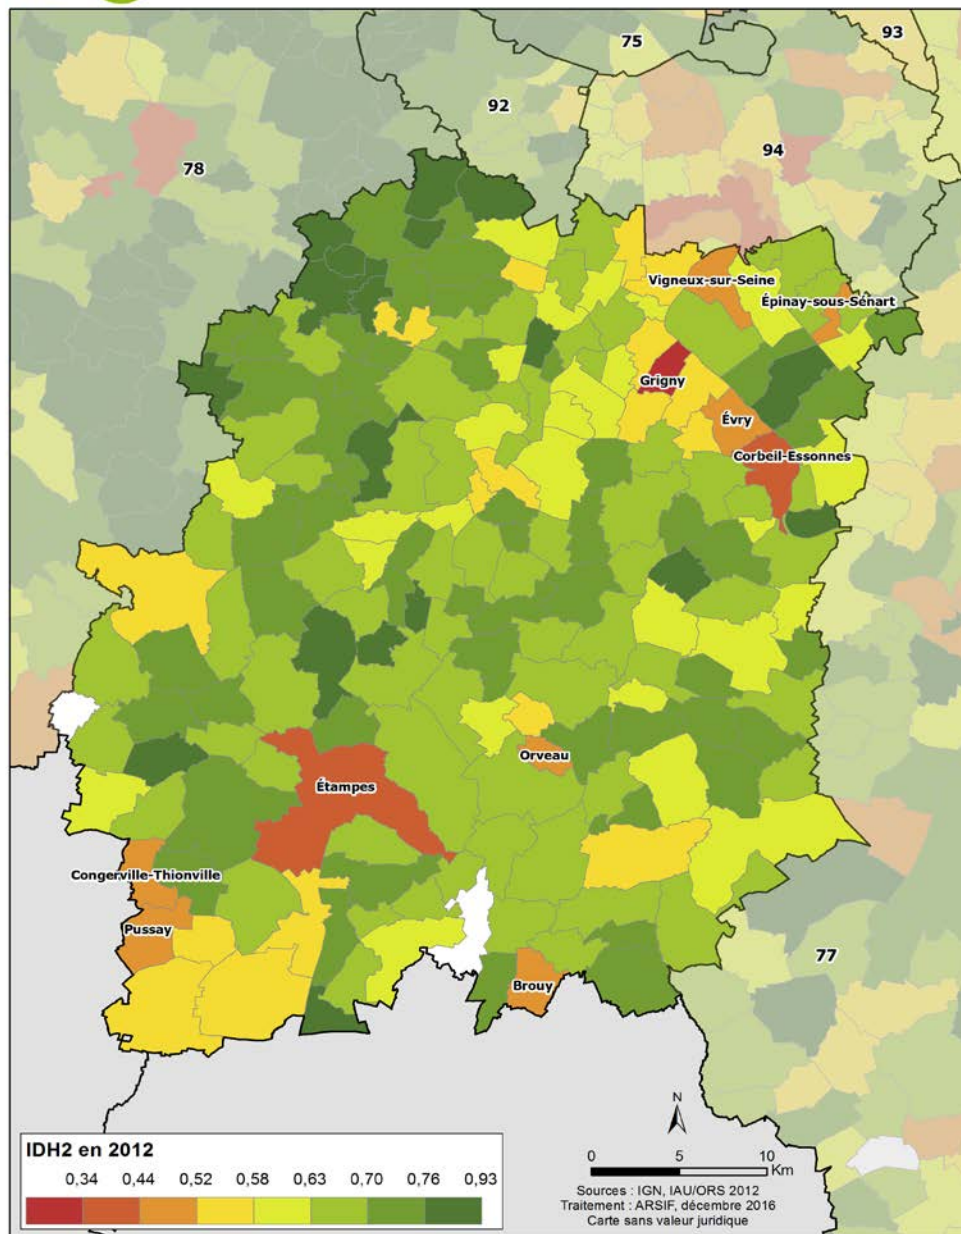 75
93
92
94
78
Vigneux-sur-Seine
Épinay-sous-Sénart
Grigny
Évry
Corbeil-Essonnes
Orveau
Étampes
Congerville-Thionville
Pussay
77
Brouy
N
IDH2 en 2012
0,34 0,44 0,52 0,58 0,63 0,70 0,76 0,93
0 5 10
Km
Sources : IGN, IAU/ORS 2012
Traitement : ARSIF, décembre 2016
Carte sans valeur juridique